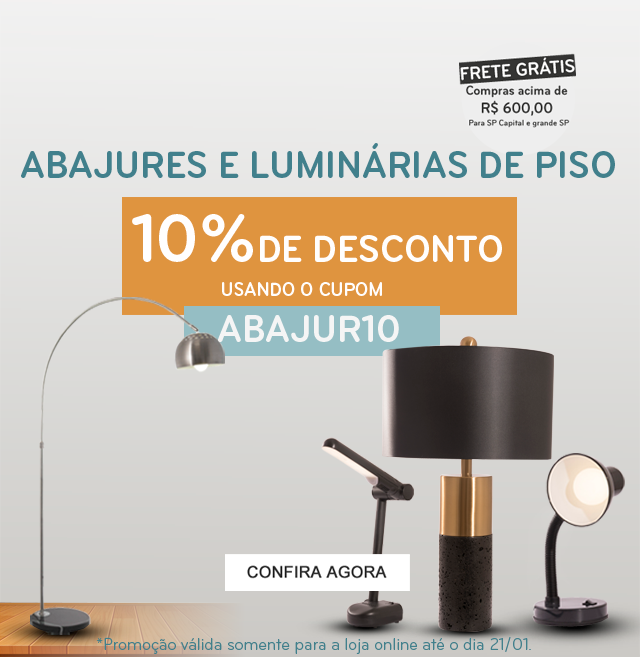 FRETE GRÁTIS
Compras acima de
R$ 600,00
Para SP Capital e grande SP
ABAJURES E LUMINÁRIAS DE PISO
10% DE DESCONTO
USANDO O CUPOM
ABAJUR10
CONFIRA AGORA
*Promoção válida somente para a loja online até o dia 21/01.